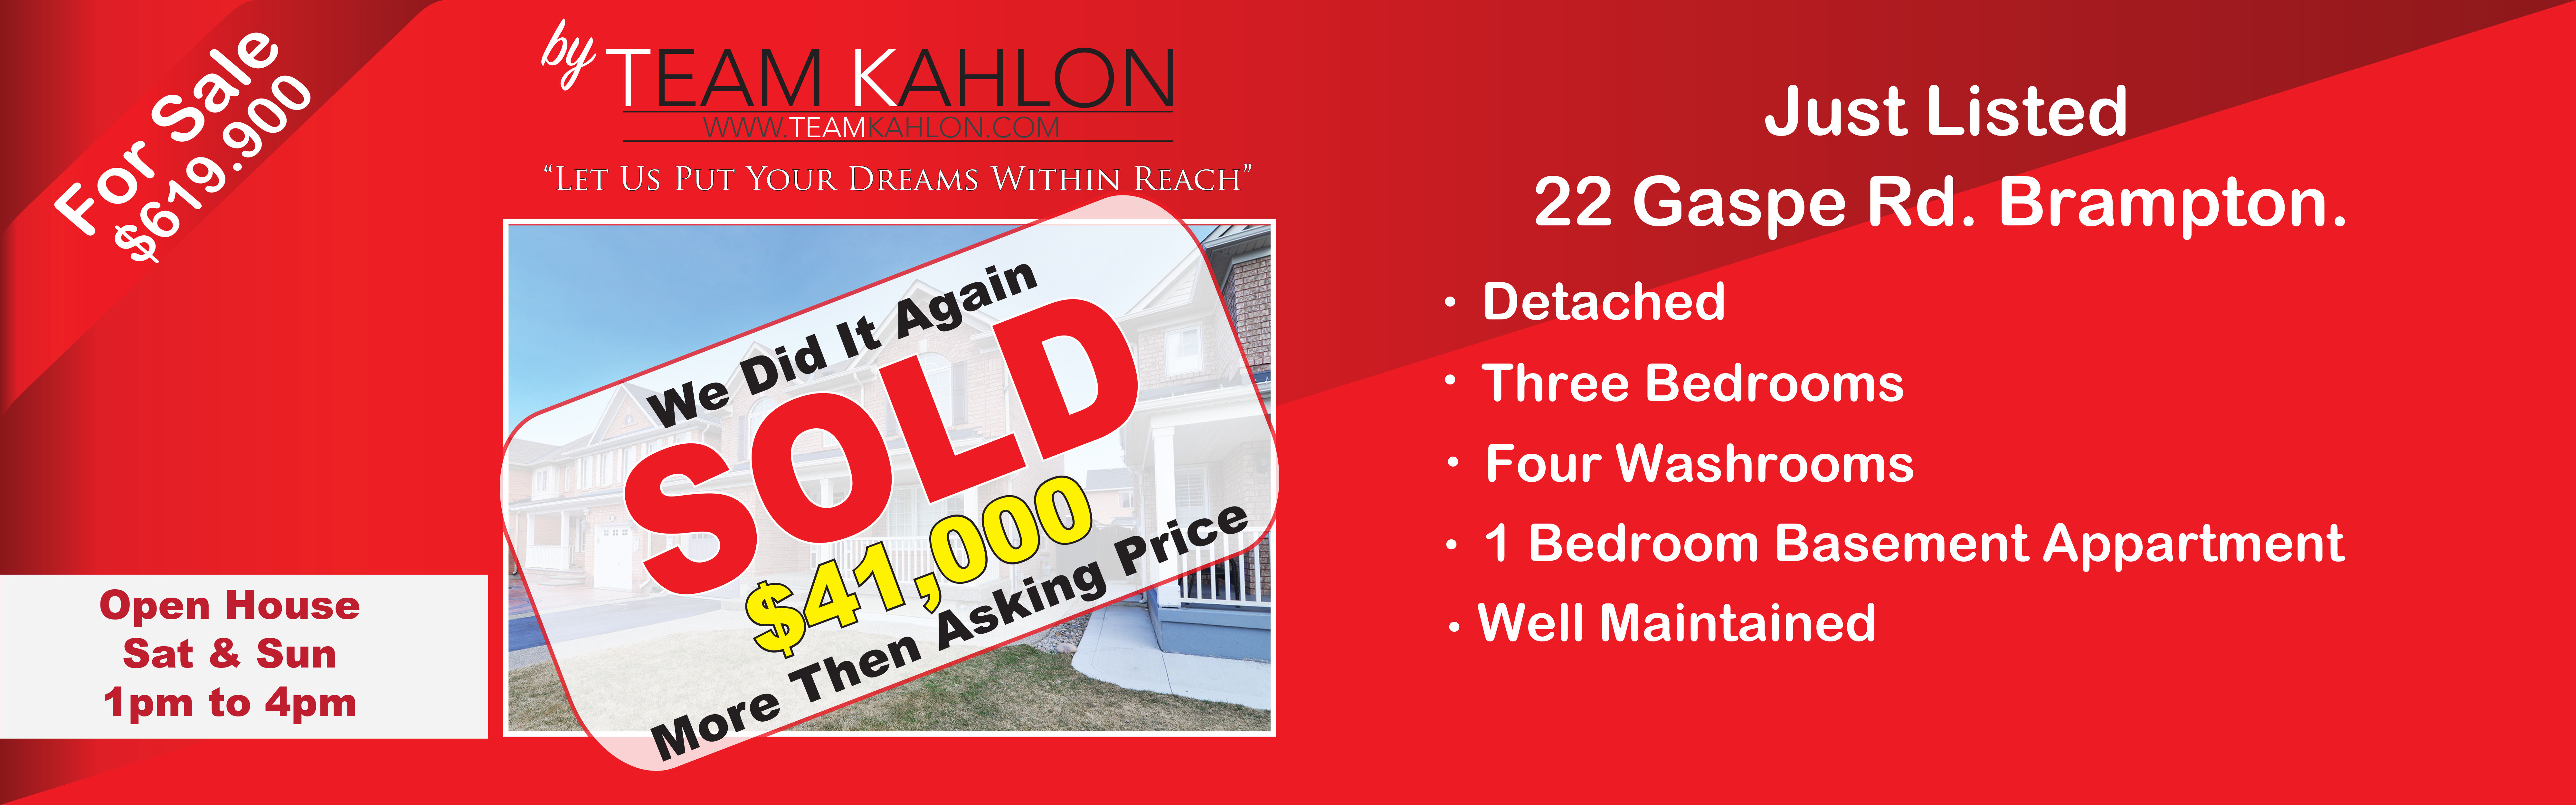 For Sale
$619.900
by TEAM KAHLON
WWW.TEAMKAHLON.COM
“LET US PUT YOUR DREAMS WITHIN REACH”
We Did It Again
SOLD
$41,000
More Then Asking Price
Open House
Sat & Sun
1pm to 4pm
Just Listed
22 Gaspe Rd. Brampton.
• Detached
• Three Bedrooms
• Four Washrooms
• 1 Bedroom Basement Appartment
• Well Maintained